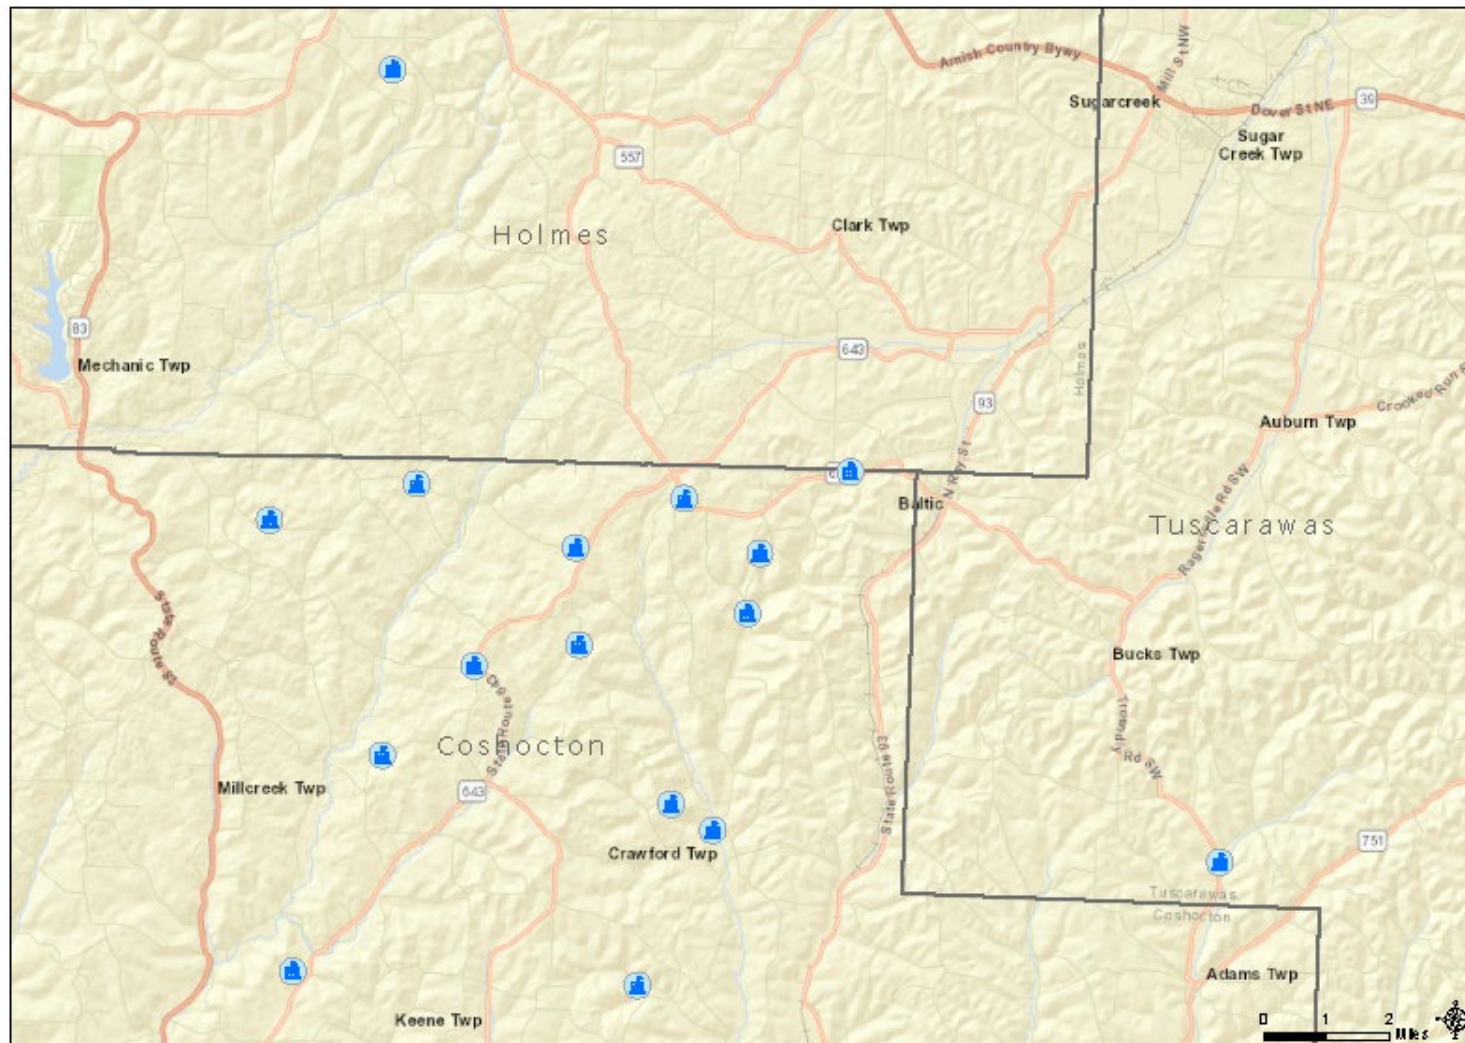 Amish Country Bywy
Mill St NW
Sugarcreek
39
Dover St NE
Sugar
Creek Twp
557
Clark Twp
Holmes
83
643
Mechanic Twp
Holmes
93
Crooked Run R
Auburn Twp
N Ray St
Baltic
Ragersville Rd SW
Tuscarawas
State Route
State Route 643
Bucks Twp
Trondy Rd SW
Coshocton
State Route 93
Millcreek Twp
643
751
Crawford Twp
Tuscarawas
Coshocton
Adams Twp
Keene Twp
0 1 2
Miles